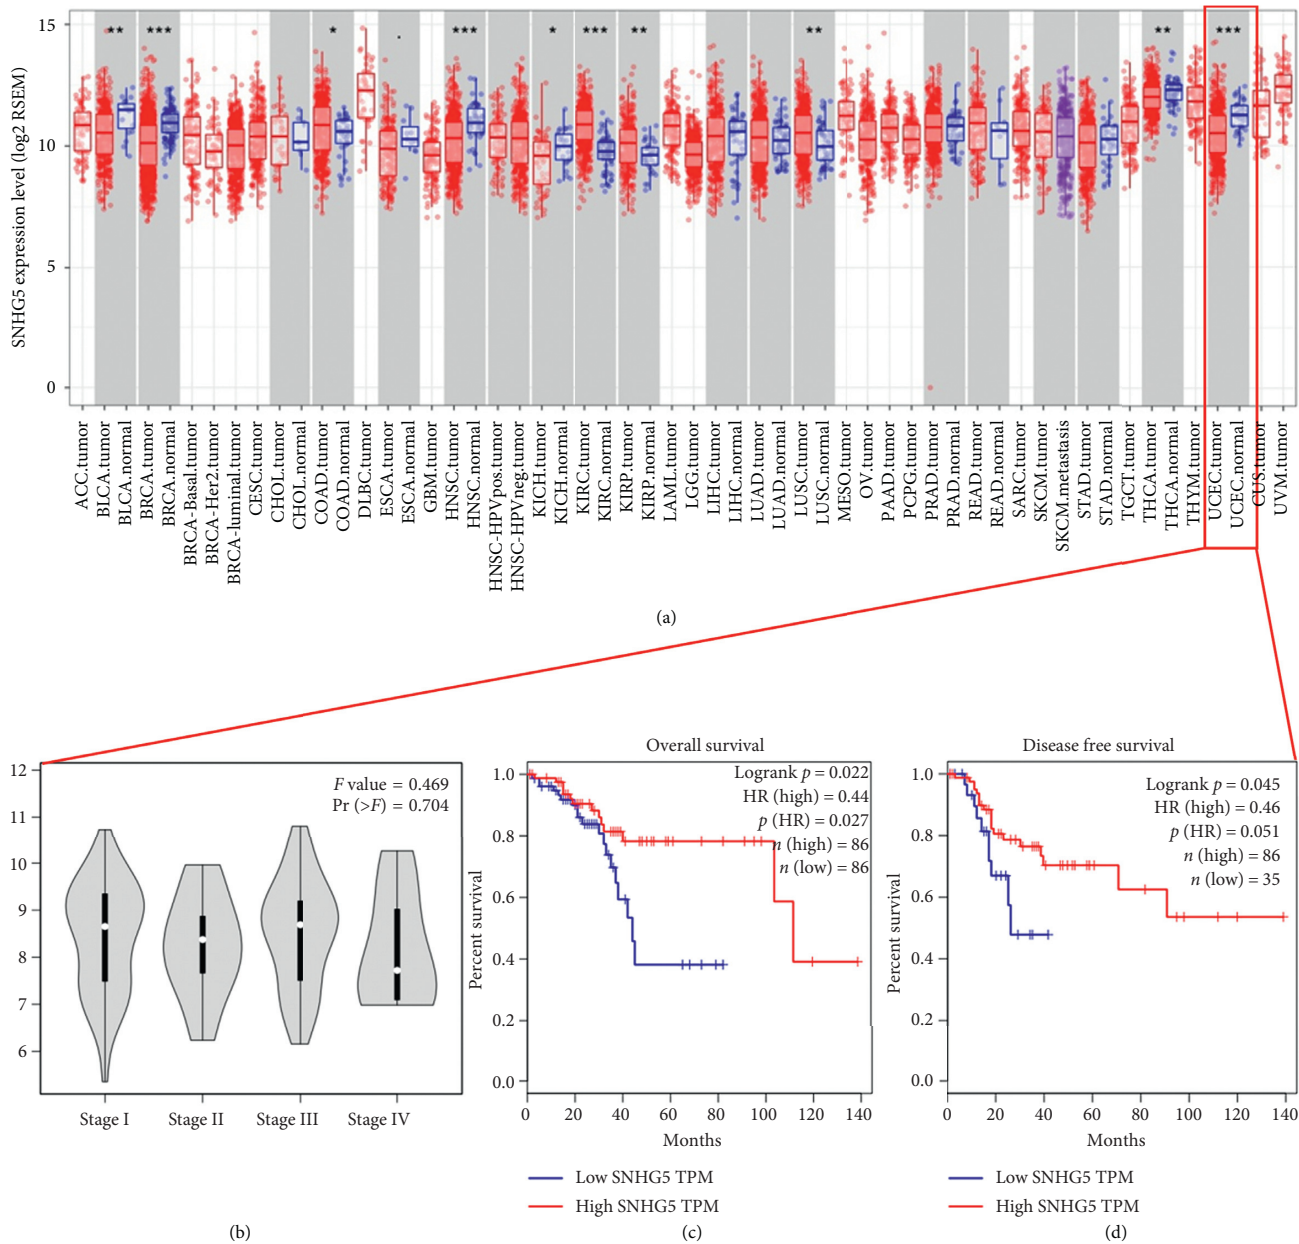 SNHG5 expression level (log2 RSEM)
15
10
5
0
** *** * . *** * *** ** ** ** ***
ACC.tumor
BLCA.tumor
BLCA.normal
BRCA.tumor
BRCA.normal
BRCA-Basal.tumor
BRCA-Her2.tumor
BRCA-luminal.tumor
CESC.tumor
CHOL.tumor
CHOL.normal
COAD.tumor
COAD.normal
DLBC.tumor
ESCA.tumor
ESCA.normal
GBM.tumor
HNSC.tumor
HNSC.normal
HNSC-HPVpos.tumor
HNSC-HPVneg.tumor
KICH.tumor
KICH.normal
KIRC.tumor
KIRC.normal
KIRP.tumor
KIRP.normal
LAML.tumor
LGG.tumor
LIHC.tumor
LIHC.normal
LUAD.tumor
LUAD.normal
LUSC.tumor
LUSC.normal
MESO.tumor
OV.tumor
PAAD.tumor
PCPG.tumor
PRAD.tumor
PRAD.normal
READ.tumor
READ.normal
SARC.tumor
SKCM.tumor
SKCM.metastasis
STAD.tumor
STAD.normal
TGCT.tumor
THCA.tumor
THCA.normal
THYM.tumor
UCEC.tumor
UCEC.normal
CUS.tumor
UVM.tumor
(a)
12
11
10
9
8
7
6
F value = 0.469
Pr (>F) = 0.704
Stage I Stage II Stage III Stage IV
(b)
Overall survival
Percent survival
1.0
0.8
0.6
0.4
0.2
0.0
Logrank p = 0.022
HR (high) = 0.44
p (HR) = 0.027
n (high) = 86
n (low) = 86
0 20 40 60 80 100 120 140
Months
Low SNHG5 TPM
High SNHG5 TPM
(c)
Disease free survival
Percent survival
1.0
0.8
0.6
0.4
0.2
0.0
Logrank p = 0.045
HR (high) = 0.46
p (HR) = 0.051
n (high) = 86
n (low) = 35
0 20 40 60 80 100 120 140
Months
Low SNHG5 TPM
High SNHG5 TPM
(d)